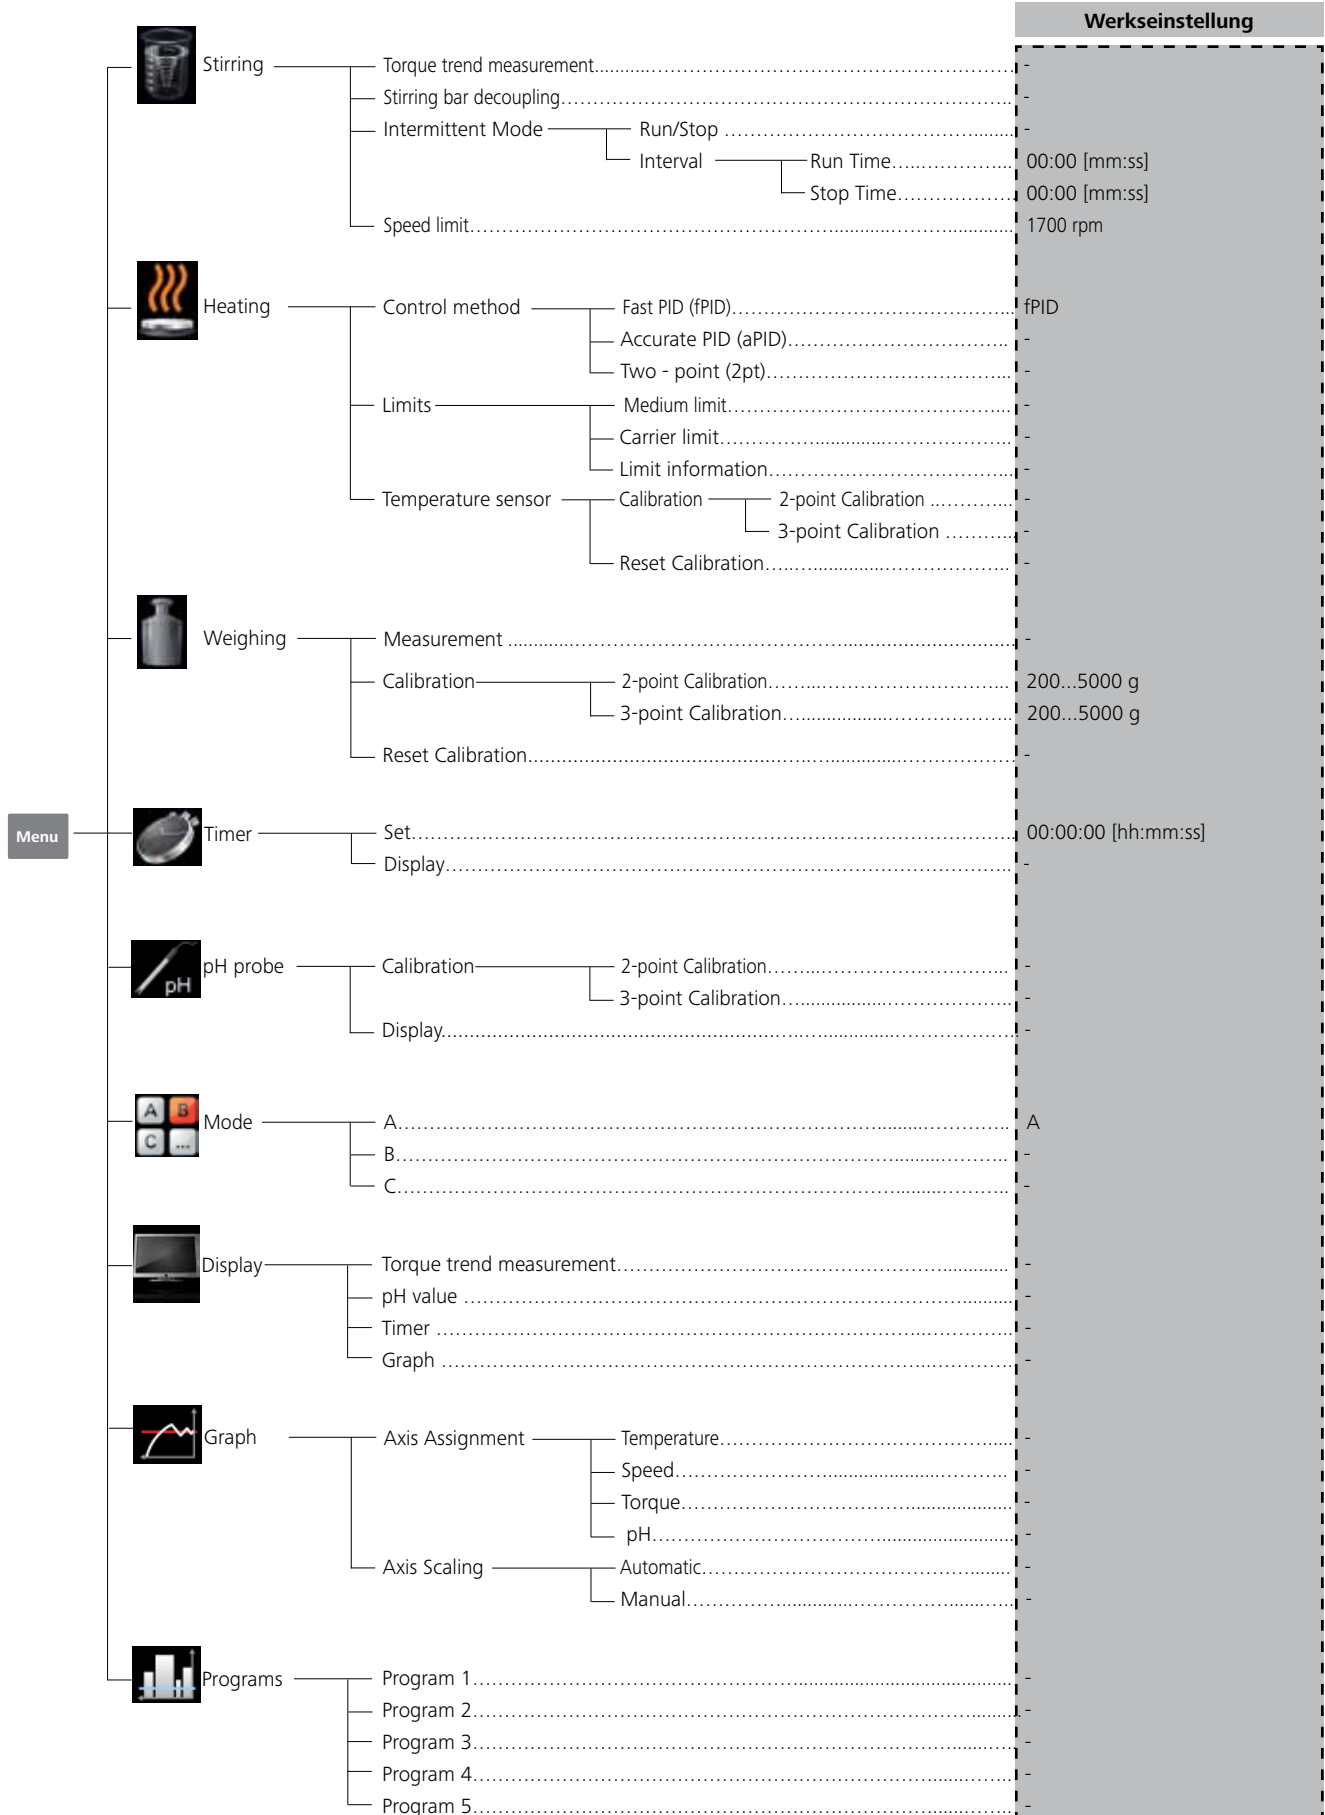 Werkseinstellung
Stirring Torque trend measurement -
Stirring bar decoupling -
Intermittent Mode Run/Stop -
Interval Run Time 00:00 [mm:ss]
Stop Time 00:00 [mm:ss]
Speed limit 1700 rpm
Heating Control method Fast PID (fPID) fPID
Accurate PID (aPID) -
Two - point (2pt) -
Limits Medium limit -
Carrier limit -
Limit information -
Temperature sensor Calibration 2-point Calibration -
3-point Calibration -
Reset Calibration -
Weighing Measurement -
Calibration 2-point Calibration 200...5000 g
3-point Calibration 200...5000 g
Reset Calibration -
Menu Timer Set 00:00:00 [hh:mm:ss]
Display -
pH
pH probe Calibration 2-point Calibration -
3-point Calibration -
Display -
A B
C ...
Mode A A
B -
C -
Display Torque trend measurement -
pH value -
Timer -
Graph -
Graph Axis Assignment Temperature -
Speed -
Torque -
pH -
Axis Scaling Automatic -
Manual -
Programs Program 1 -
Program 2 -
Program 3 -
Program 4 -
Program 5 -